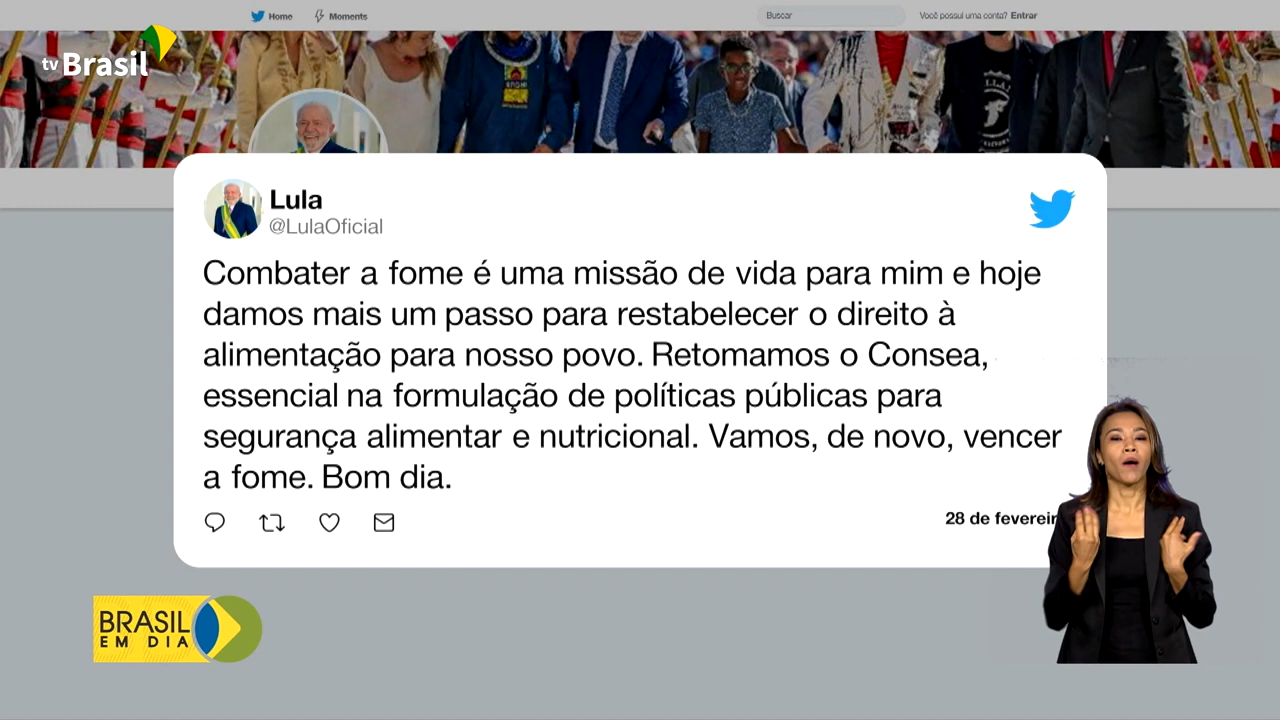 Home
Moments
Buscar
Você possui uma conta? Entrar
tv Brasil
Lula
@LulaOficial
Combater a fome é uma missão de vida para mim e hoje
damos mais um passo para restabelecer o direito à
alimentação para nosso povo. Retomamos o Consea,
essencial na formulação de políticas públicas para
segurança alimentar e nutricional. Vamos, de novo, vencer
a fome. Bom dia.
28 de
BRASIL
EM DIA